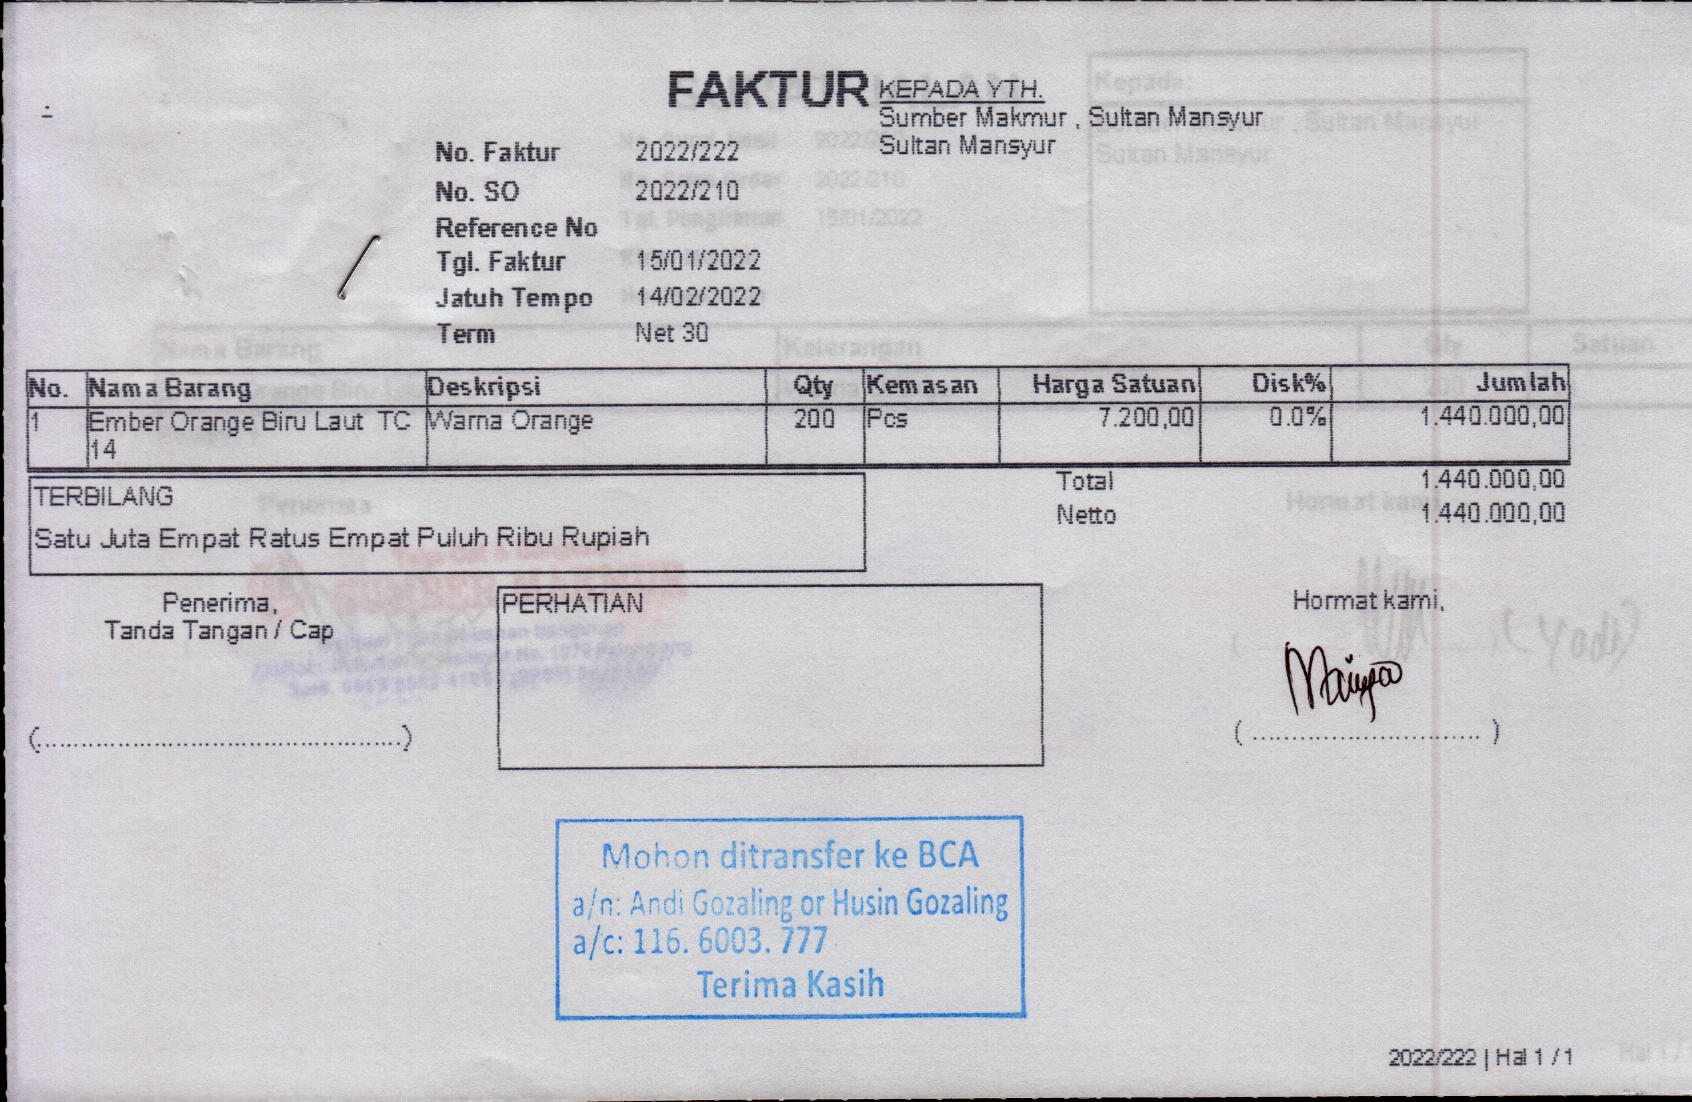 FAKTUR
KEPADA YTH.
Sumber Makmur , Sultan Mansyur
Sultan Mansyur
No. Faktur 2022/222
No. SO 2022/210
Reference No
Tgl. Faktur 15/01/2022
Jatuh Tempo 14/02/2022
Term Net 30
No. Nama Barang Deskripsi Qty Kemasan Harga Satuan Disk% Jumlah
1 Ember Orange Biru Laut TC Warna Orange 200 Pcs 7.200,00 0.0% 1.440.000,00
14
Total 1.440.000,00
Netto 1.440.000,00
TERBILANG
Satu Juta Empat Ratus Empat Puluh Ribu Rupiah
Penerima,
Tanda Tangan / Cap
(..................................................)
PERHATIAN
Hormat kami,
( ............................... )
Mohon ditransfer ke BCA
a/n: Andi Gozaling or Husin Gozaling
a/c: 116. 6003. 777
Terima Kasih
2022/222 | Hal 1 / 1